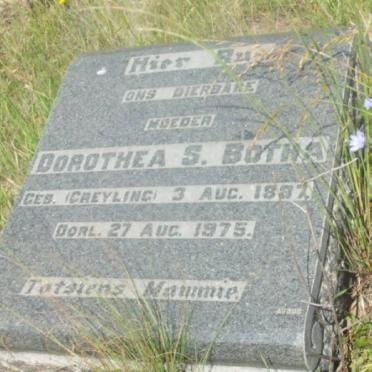 Hier Rus
ONS DIERBARE
MOEDER
DOROTHEA S. BOTHA
GEB. (GREYLING) 3 AUG. 1887.
OORL. 27 AUG. 1975.
Totsiens Mammie